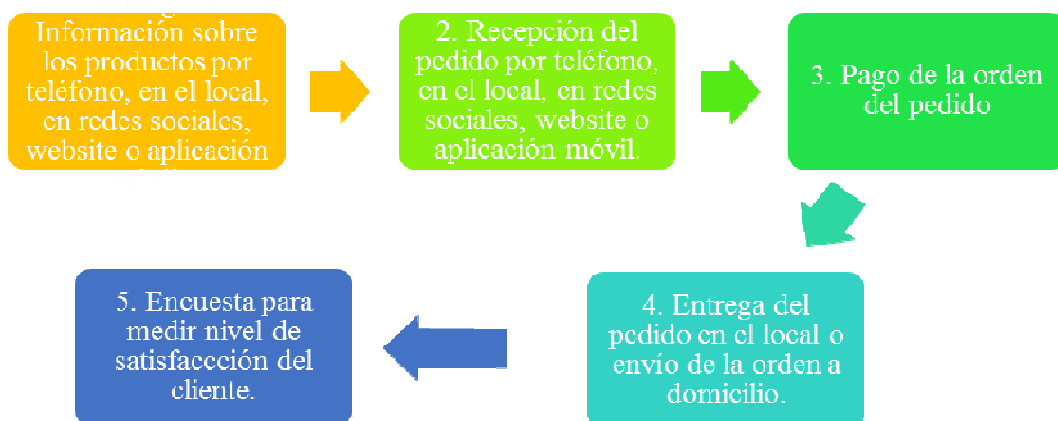 Información sobre
los productos por
teléfono, en el local,
en redes sociales,
website o aplicación
2. Recepción del
pedido por teléfono,
en el local, en redes
sociales, website o
aplicación móvil.
3. Pago de la orden
del pedido
4. Entrega del
pedido en el local o
envío de la orden a
domicilio.
5. Encuesta para
medir nivel de
satisfaccción del
cliente.